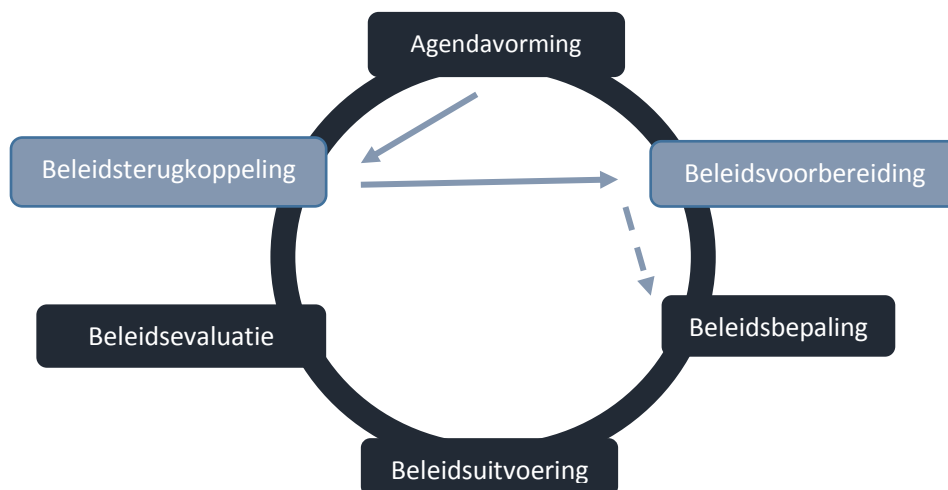 Agendavorming
Beleidsterugkoppeling
Beleidsvoorbereiding
Beleidsevaluatie
Beleidsbepaling
Beleidsuitvoering